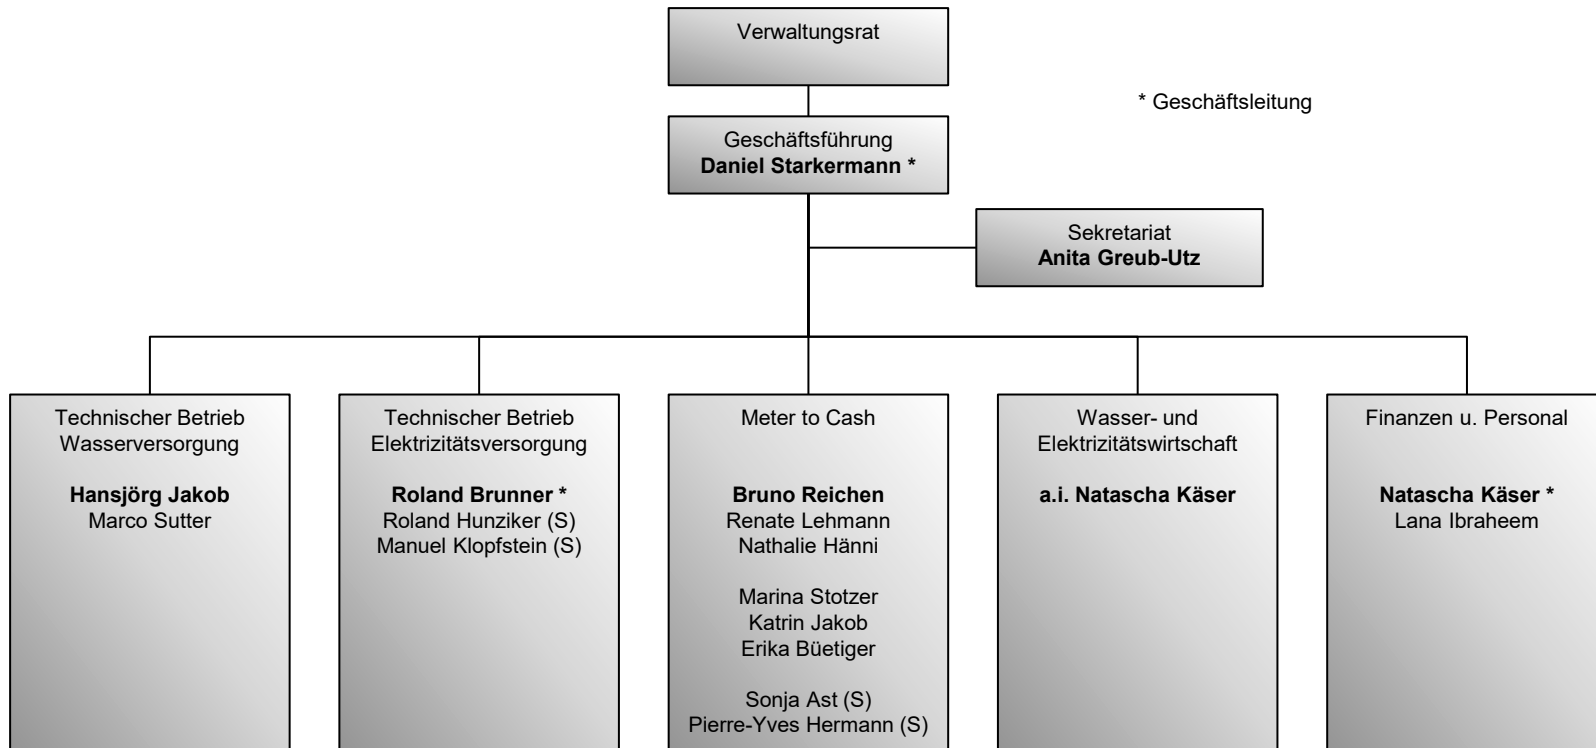 Verwaltungsrat
* Geschäftsleitung
Geschäftsführung
Daniel Starkermann *
Sekretariat
Anita Greub-Utz
Technischer Betrieb
Wasserversorgung
Hansjörg Jakob
Marco Sutter
Technischer Betrieb
Elektrizitätsversorgung
Roland Brunner *
Roland Hunziker (S)
Manuel Klopfstein (S)
Meter to Cash
Bruno Reichen
Renate Lehmann
Nathalie Hänni
Marina Stotzer
Katrin Jakob
Erika Büetiger
Sonja Ast (S)
Pierre-Yves Hermann (S)
Wasser- und
Elektrizitätswirtschaft
a.i. Natascha Käser
Finanzen u. Personal
Natascha Käser *
Lana Ibraheem